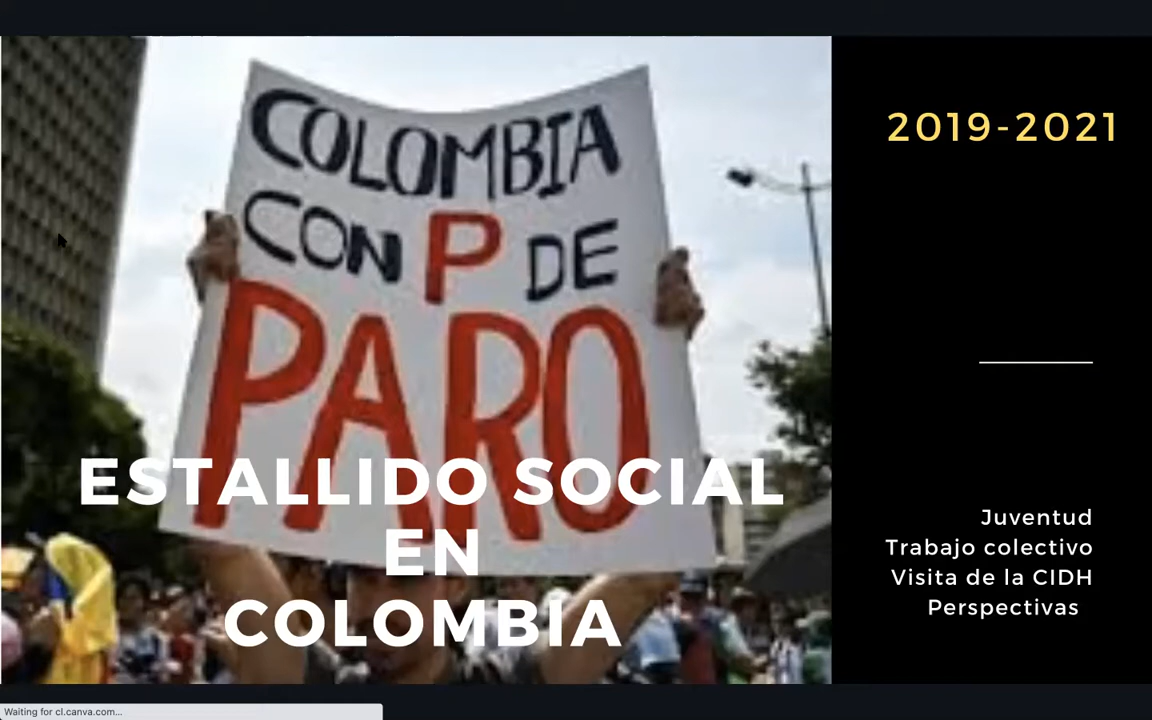 COLOMBIA
CON P DE
PARO
ESTALLIDO SOCIAL
EN
COLOMBIA
2019-2021
Juventud
Trabajo colectivo
Visita de la CIDH
Perspectivas
Waiting for cl.canva.com...